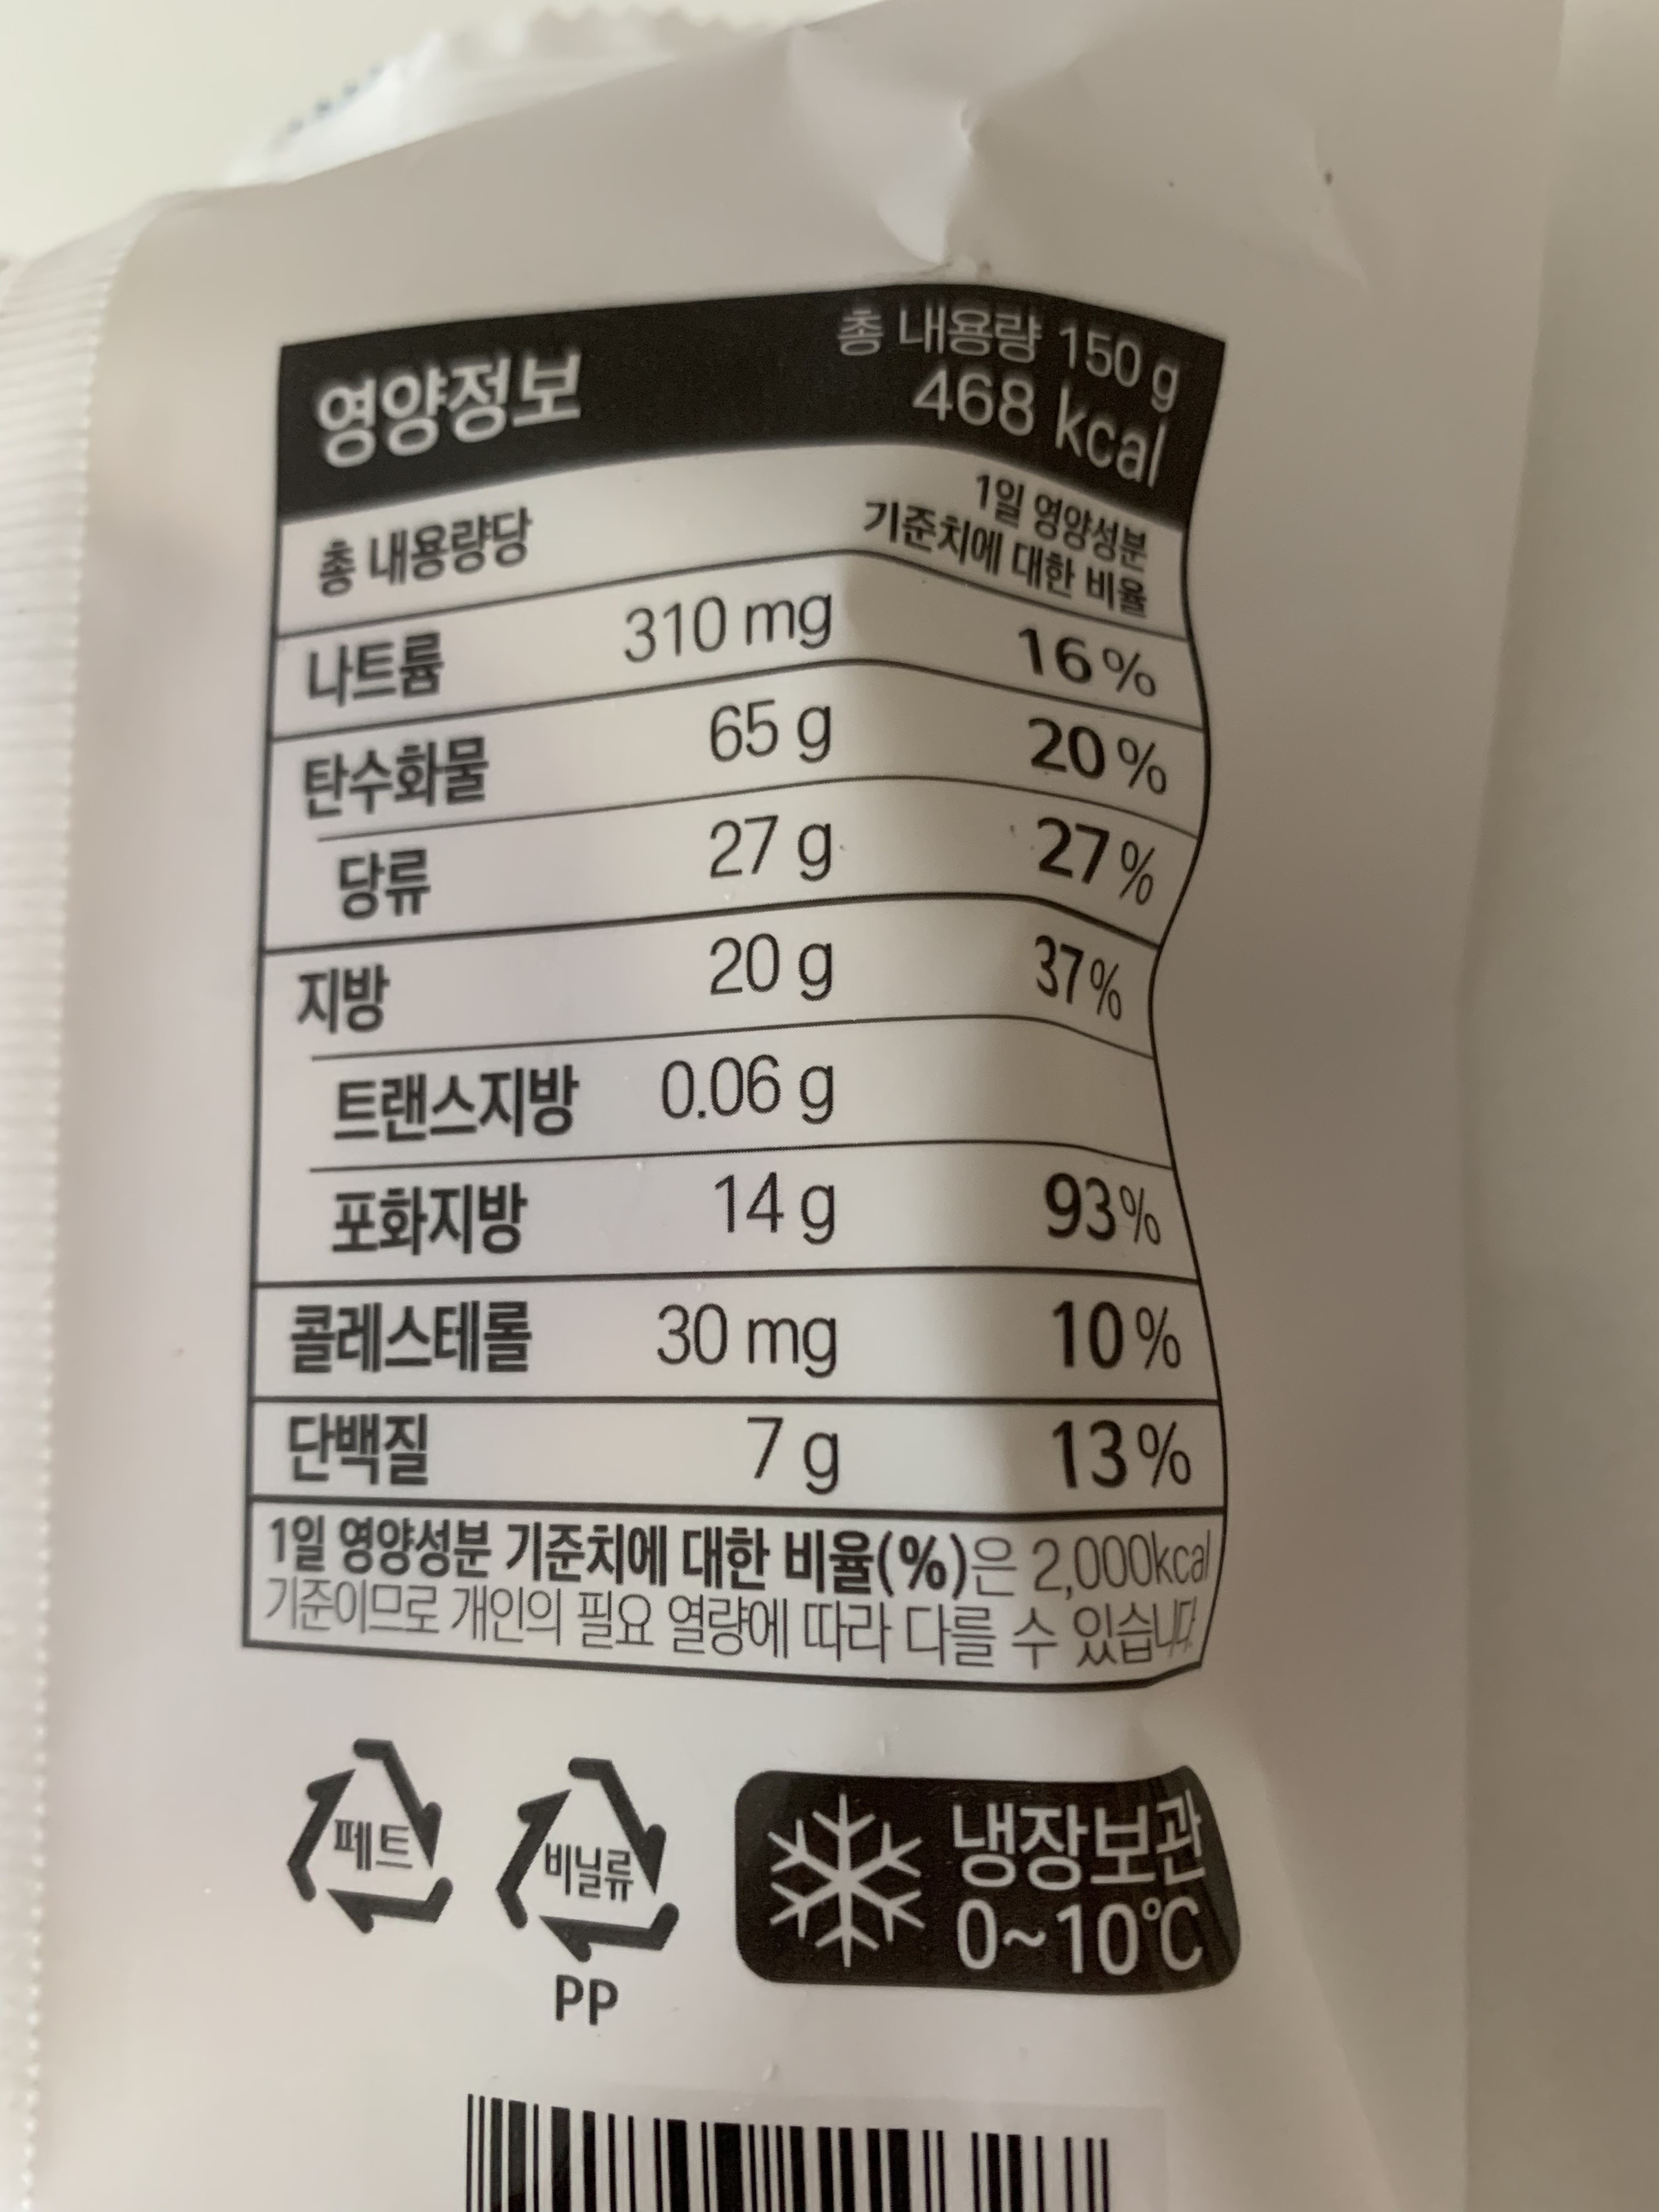 영양정보
총 내용량 150 g
468 kcal
총 내용량당
1일 영양성분
기준치에 대한 비율
나트륨 310 mg 16%
탄수화물 65 g 20%
당류 27 g 27%
지방 20 g 37%
트랜스지방 0.06 g
포화지방 14 g 93%
콜레스테롤 30 mg 10%
단백질 7 g 13%
1일 영양성분 기준치에 대한 비율(%)은 2,000kcal
기준이므로 개인의 필요 열량에 따라 다를 수 있습니다.
페트
비닐류
PP
냉장보관
0~10℃